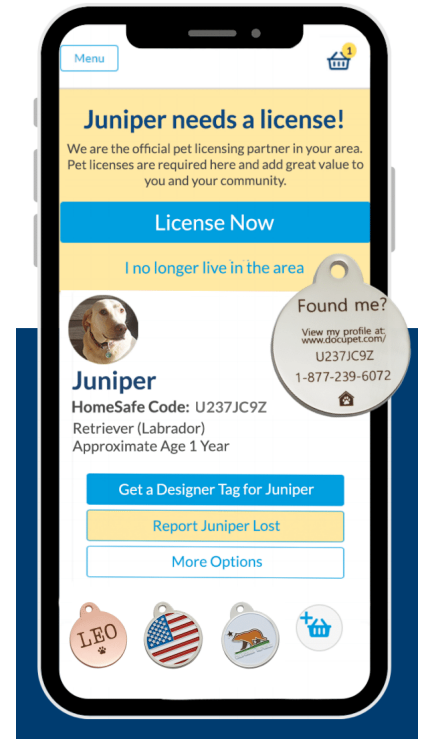 Menu
1
Juniper needs a license!
We are the official pet licensing partner in your area.
Pet licenses are required here and add great value to
you and your community.
License Now
I no longer live in the area
Found me?
View my profile at:
www.docupet.com/
U237JC9Z
1-877-239-6072
Juniper
HomeSafe Code: U237JC9Z
Retriever (Labrador)
Approximate Age 1 Year
Get a Designer Tag for Juniper
Report Juniper Lost
More Options
LEO